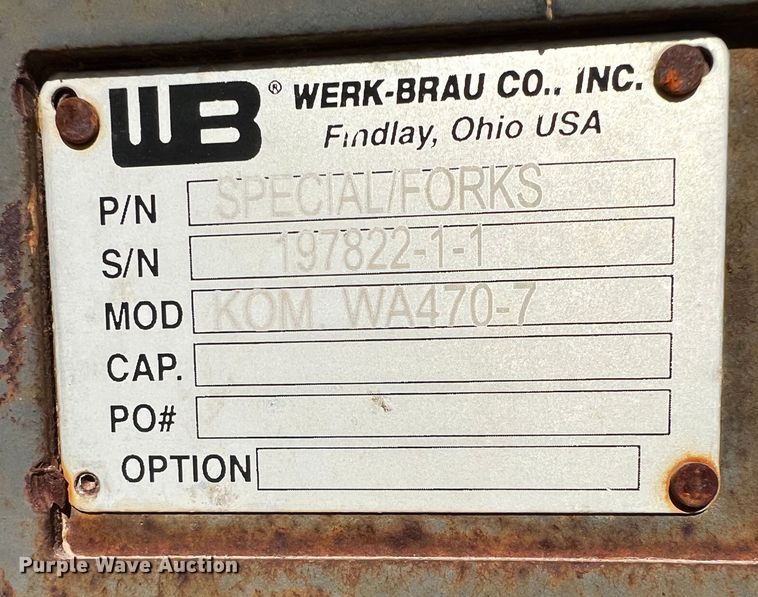 WB® WERK-BRAU CO., INC.
Findlay, Ohio USA
P/N SPECIAL/FORKS
S/N 197822-1-1
MOD KOM WA470-7
CAP.
PO#
OPTION
Purple Wave Auction